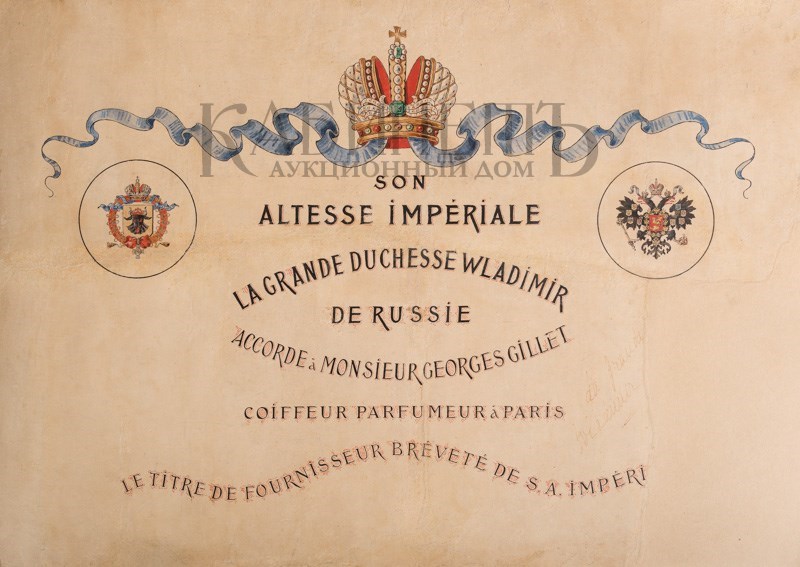 КАБИНЕТЪ
АУКЦИОННЫЙ ДОМ
SON
ALTESSE IMPÉRIALE
LA GRANDE DUCHESSE WLADIMIR
DE RUSSIE
ACCORDE à MONSIEUR GEORGES GILLET
COIFFEUR PARFUMEUR à PARIS
LE TITRE DE FOURNISSEUR BRÉVETÉ DE S.A. IMPÉRI